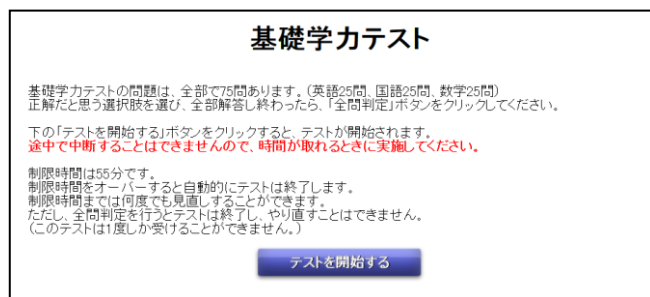 基礎学力テスト
基礎学力テストの問題は、全部で75問あります。(英語25問、国語25問、数学25問)
正解だと思う選択肢を選び、全部解答し終わったら、「全問判定」ボタンをクリックしてください。
下の「テストを開始する」ボタンをクリックすると、テストが開始されます。
途中で中断することはできませんので、時間が取れるときに実施してください。
制限時間は55分です。
制限時間をオーバーすると自動的にテストは終了します。
制限時間までは何度でも見直しすることができます。
ただし、全問判定を行うとテストは終了し、やり直すことはできません。
(このテストは1度しか受けることができません。)
テストを開始する